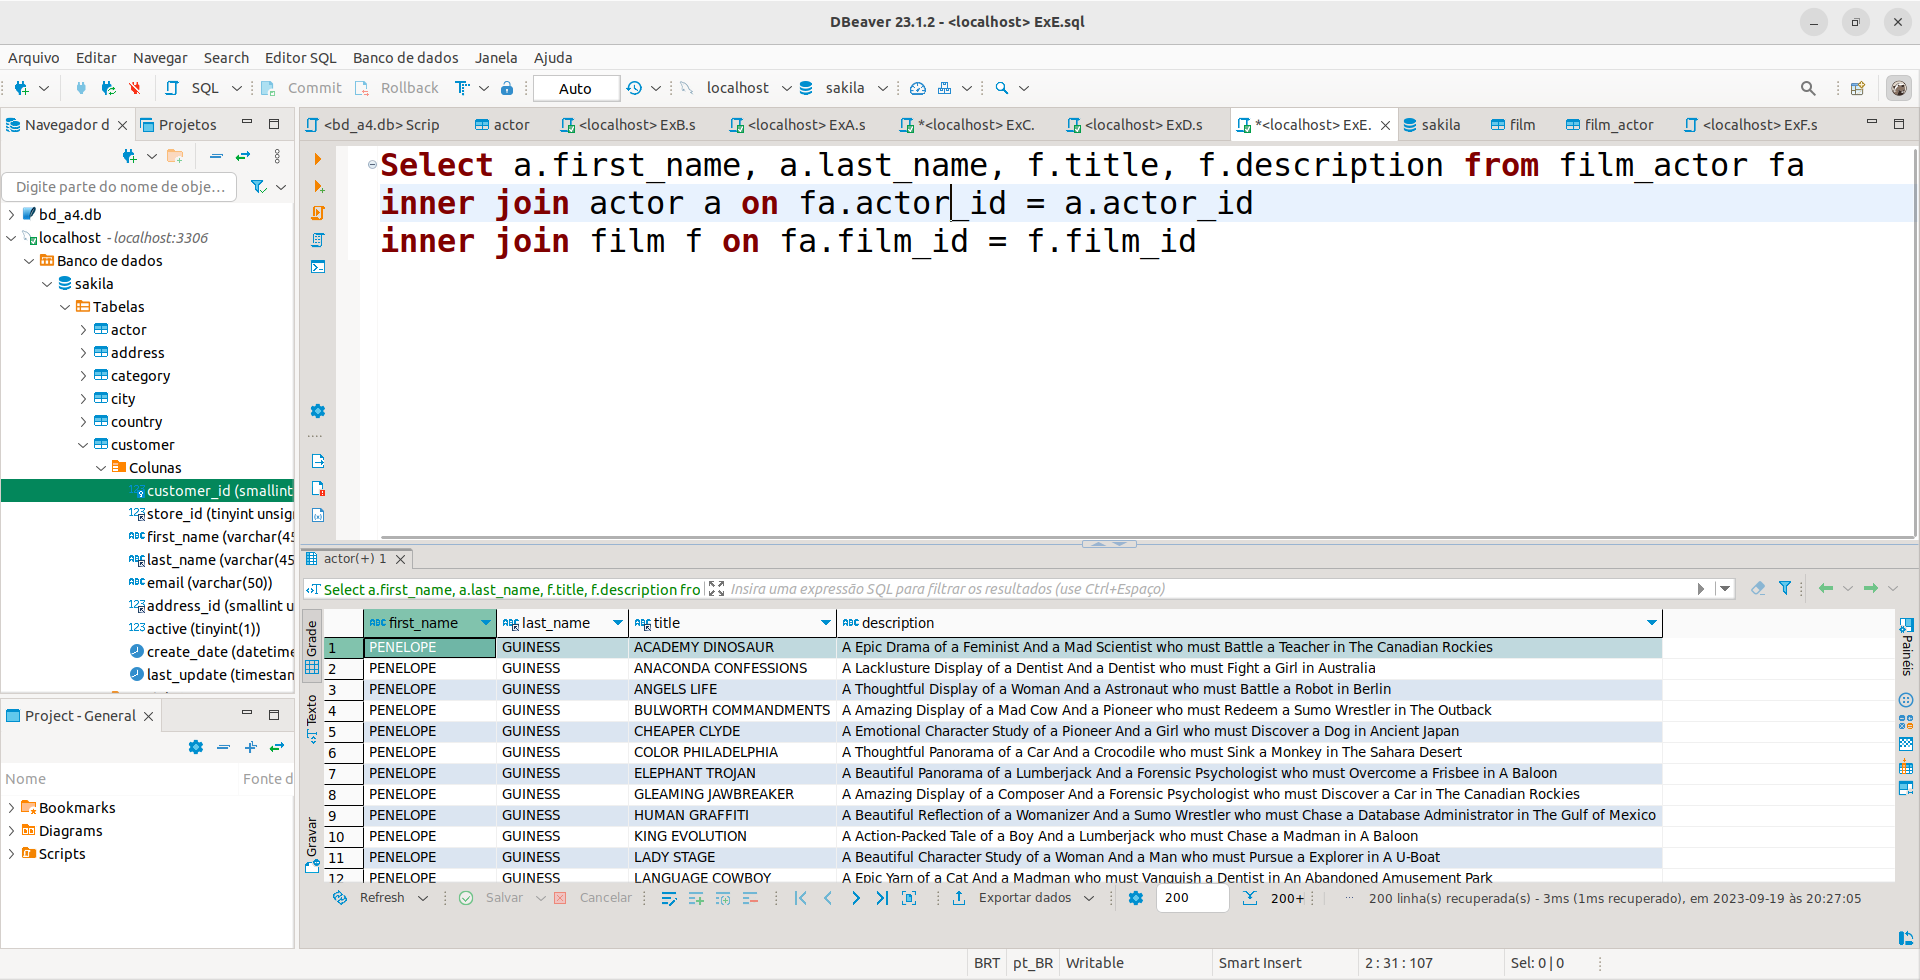 DBeaver 23.1.2 - <localhost> ExE.sql
Arquivo Editar Navegar Search Editor SQL Banco de dados Janela Ajuda
SQL Commit Rollback Auto localhost sakila
Navegador d Projetos
<bd_a4.db> Scrip actor <localhost> ExB.s <localhost> ExA.s *<localhost> ExC. <localhost> ExD.s *<localhost> ExE. sakila film film_actor <localhost> ExF.s
Digite parte do nome de obje...
bd_a4.db
localhost - localhost:3306
Banco de dados
sakila
Tabelas
actor
address
category
city
country
customer
Colunas
customer_id (smallint
store_id (tinyint unsig
first_name (varchar(45
last_name (varchar(45
email (varchar(50))
address_id (smallint u
active (tinyint(1))
create_date (datetime
last_update (timestan
Select a.first_name, a.last_name, f.title, f.description from film_actor fa
inner join actor a on fa.actor_id = a.actor_id
inner join film f on fa.film_id = f.film_id
Project - General
Nome Fonte d
Bookmarks
Diagrams
Scripts
actor(+) 1
Select a.first_name, a.last_name, f.title, f.description fro Insira uma expressão SQL para filtrar os resultados (use Ctrl+Espaço)
Grade
Texto
Gravar
first_name last_name title description
1 PENELOPE GUINESS ACADEMY DINOSAUR A Epic Drama of a Feminist And a Mad Scientist who must Battle a Teacher in The Canadian Rockies
2 PENELOPE GUINESS ANACONDA CONFESSIONS A Lacklusture Display of a Dentist And a Dentist who must Fight a Girl in Australia
3 PENELOPE GUINESS ANGELS LIFE A Thoughtful Display of a Woman And a Astronaut who must Battle a Robot in Berlin
4 PENELOPE GUINESS BULWORTH COMMANDMENTS A Amazing Display of a Mad Cow And a Pioneer who must Redeem a Sumo Wrestler in The Outback
5 PENELOPE GUINESS CHEAPER CLYDE A Emotional Character Study of a Pioneer And a Girl who must Discover a Dog in Ancient Japan
6 PENELOPE GUINESS COLOR PHILADELPHIA A Thoughtful Panorama of a Car And a Crocodile who must Sink a Monkey in The Sahara Desert
7 PENELOPE GUINESS ELEPHANT TROJAN A Beautiful Panorama of a Lumberjack And a Forensic Psychologist who must Overcome a Frisbee in A Baloon
8 PENELOPE GUINESS GLEAMING JAWBREAKER A Amazing Display of a Composer And a Forensic Psychologist who must Discover a Car in The Canadian Rockies
9 PENELOPE GUINESS HUMAN GRAFFITI A Beautiful Reflection of a Womanizer And a Sumo Wrestler who must Chase a Database Administrator in The Gulf of Mexico
10 PENELOPE GUINESS KING EVOLUTION A Action-Packed Tale of a Boy And a Lumberjack who must Chase a Madman in A Baloon
11 PENELOPE GUINESS LADY STAGE A Beautiful Character Study of a Woman And a Man who must Pursue a Explorer in A U-Boat
12 PENELOPE GUINESS LANGUAGE COWBOY A Epic Yarn of a Cat And a Madman who must Vanquish a Dentist in An Abandoned Amusement Park
Painéis
Refresh Salvar Cancelar Exportar dados 200 200+ ... 200 linha(s) recuperada(s) - 3ms (1ms recuperado), em 2023-09-19 às 20:27:05
BRT pt_BR Writable Smart Insert 2 : 31 : 107 Sel: 0 | 0